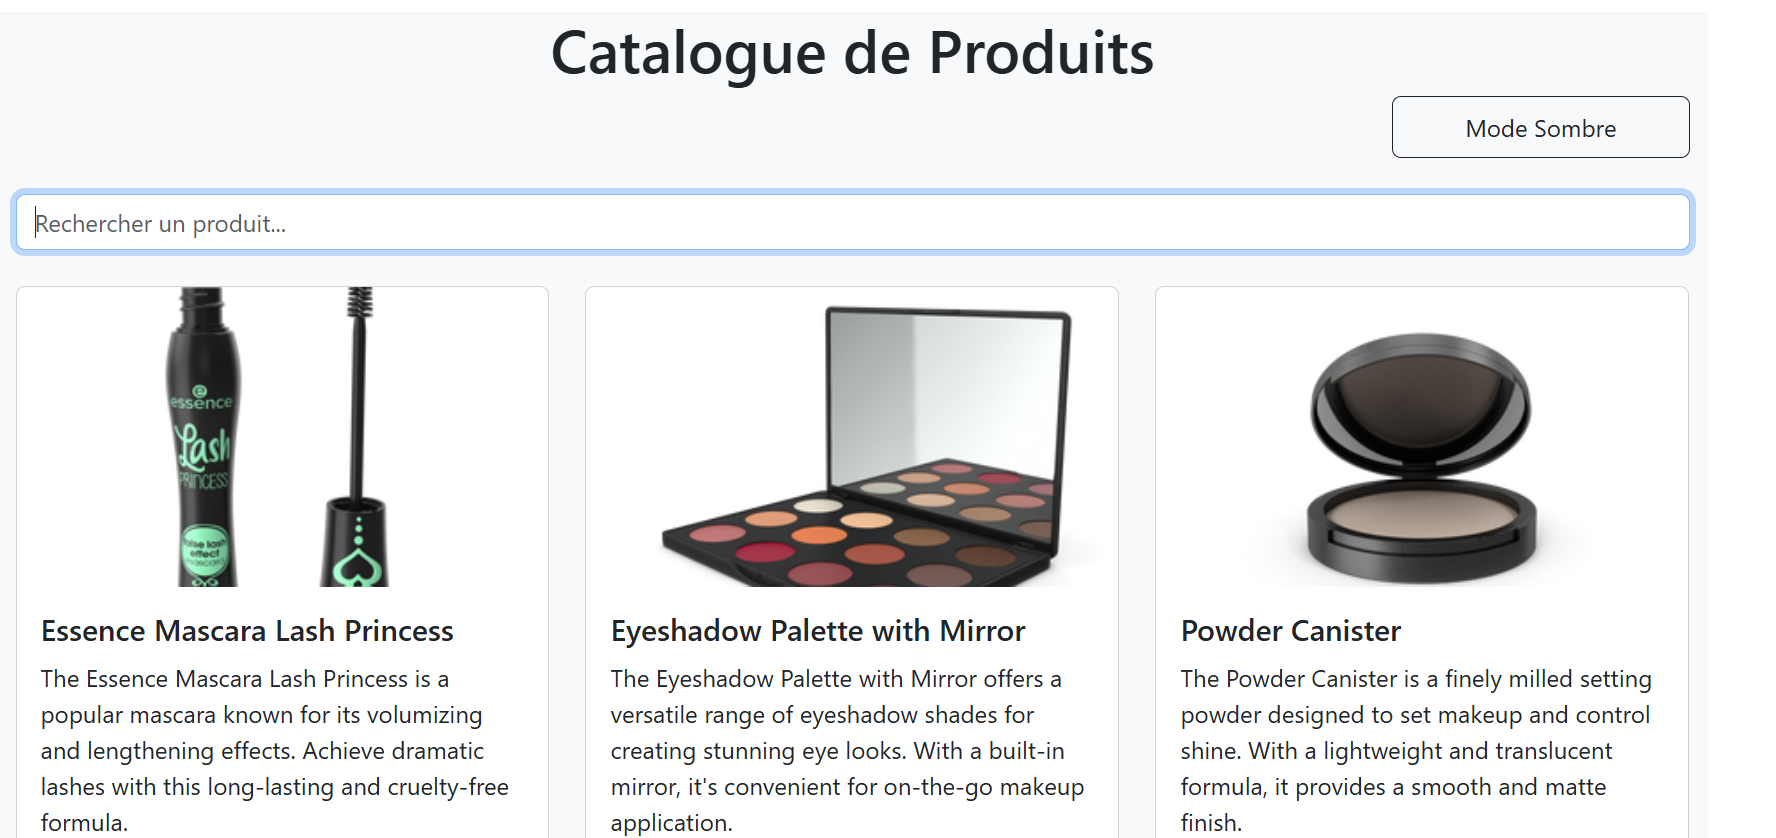 Catalogue de Produits
Mode Sombre
Rechercher un produit...
essence
Lash
PRINCESS
false lash
effect
mascara
Essence Mascara Lash Princess
The Essence Mascara Lash Princess is a
popular mascara known for its volumizing
and lengthening effects. Achieve dramatic
lashes with this long-lasting and cruelty-free
formula.
Eyeshadow Palette with Mirror
The Eyeshadow Palette with Mirror offers a
versatile range of eyeshadow shades for
creating stunning eye looks. With a built-in
mirror, it's convenient for on-the-go makeup
application.
Powder Canister
The Powder Canister is a finely milled setting
powder designed to set makeup and control
shine. With a lightweight and translucent
formula, it provides a smooth and matte
finish.